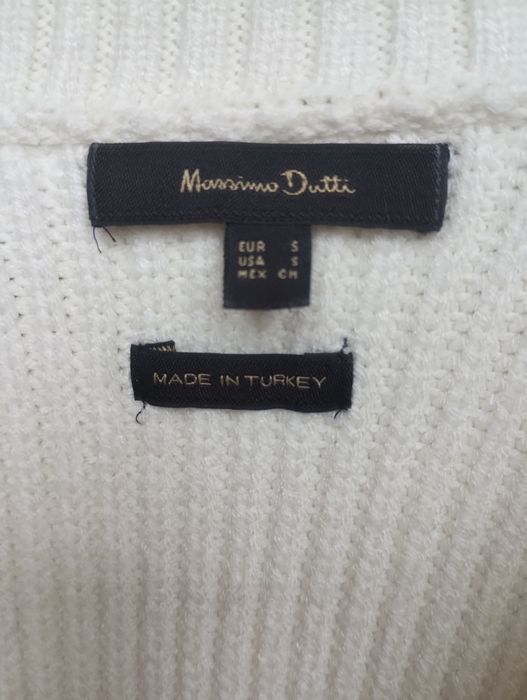 Massimo Dutti
EUR S
USA S
MEX CH
MADE IN TURKEY